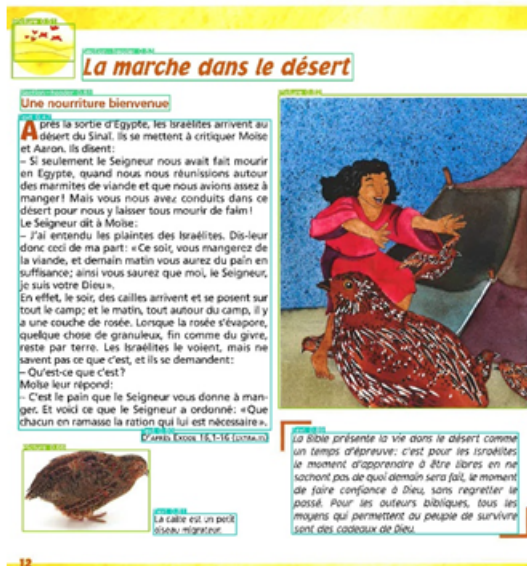 La marche dans le désert
Une nourriture bienvenue
Après la sortie d'Egypte, les Israélites arrivent au
désert du Sinaï. Ils se mettent à critiquer Moïse
et Aaron. Ils disent:
– Si seulement le Seigneur nous avait fait mourir
en Egypte, quand nous nous réunissions autour
des marmites de viande et que nous avions assez à
manger! Mais vous nous avez conduits dans ce
désert pour nous y laisser tous mourir de faim!
Le Seigneur dit à Moïse:
– J'ai entendu les plaintes des Israélites. Dis-leur
donc ceci de ma part: «Ce soir, vous mangerez de
la viande, et demain matin vous aurez du pain en
suffisance; ainsi vous saurez que moi, le Seigneur,
je suis votre Dieu».
En effet, le soir, des cailles arrivent et se posent sur
tout le camp; et le matin, tout autour du camp, il y
a une couche de rosée. Lorsque la rosée s'évapore,
quelque chose de granuleux, fin comme du givre,
reste par terre. Les Israélites le voient, mais ne
savent pas ce que c'est, et ils se demandent:
– Qu'est-ce que c'est?
Moïse leur répond:
– C'est le pain que le Seigneur vous donne à man-
ger. Et voici ce que le Seigneur a ordonné: «Que
chacun en ramasse la ration qui lui est nécessaire».
D'APRÈS EXODE 16,1-16 (EXTRAIT)
La caille est un petit
oiseau migrateur.
La Bible présente la vie dans le désert comme
un temps d'épreuve: c'est pour les Israélites
le moment d'apprendre à être libres en ne
sachant pas de quoi demain sera fait, le moment
de faire confiance à Dieu, sans regretter le
passé. Pour les auteurs bibliques, tous les
moyens qui permettent au peuple de survivre
sont des cadeaux de Dieu.
12